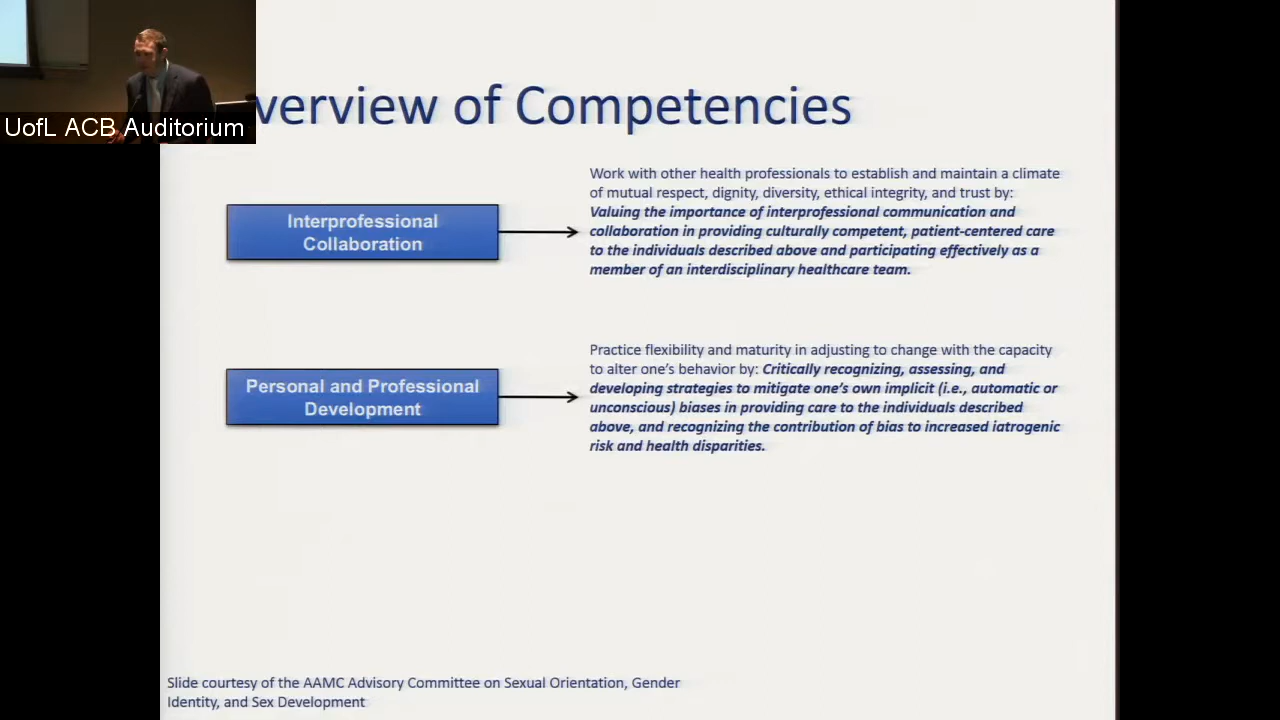 UofL ACB Auditorium
verview of Competencies
Interprofessional
Collaboration
Work with other health professionals to establish and maintain a climate
of mutual respect, dignity, diversity, ethical integrity, and trust by:
Valuing the importance of interprofessional communication and
collaboration in providing culturally competent, patient-centered care
to the individuals described above and participating effectively as a
member of an interdisciplinary healthcare team.
Personal and Professional
Development
Practice flexibility and maturity in adjusting to change with the capacity
to alter one’s behavior by: Critically recognizing, assessing, and
developing strategies to mitigate one’s own implicit (i.e., automatic or
unconscious) biases in providing care to the individuals described
above, and recognizing the contribution of bias to increased iatrogenic
risk and health disparities.
Slide courtesy of the AAMC Advisory Committee on Sexual Orientation, Gender
Identity, and Sex Development